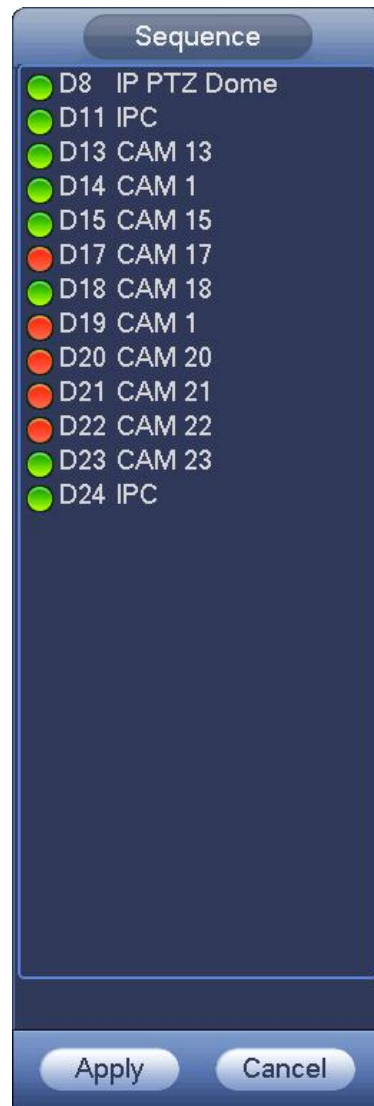 Sequence
D8 IP PTZ Dome
D11 IPC
D13 CAM 13
D14 CAM 1
D15 CAM 15
D17 CAM 17
D18 CAM 18
D19 CAM 1
D20 CAM 20
D21 CAM 21
D22 CAM 22
D23 CAM 23
D24 IPC
Apply Cancel